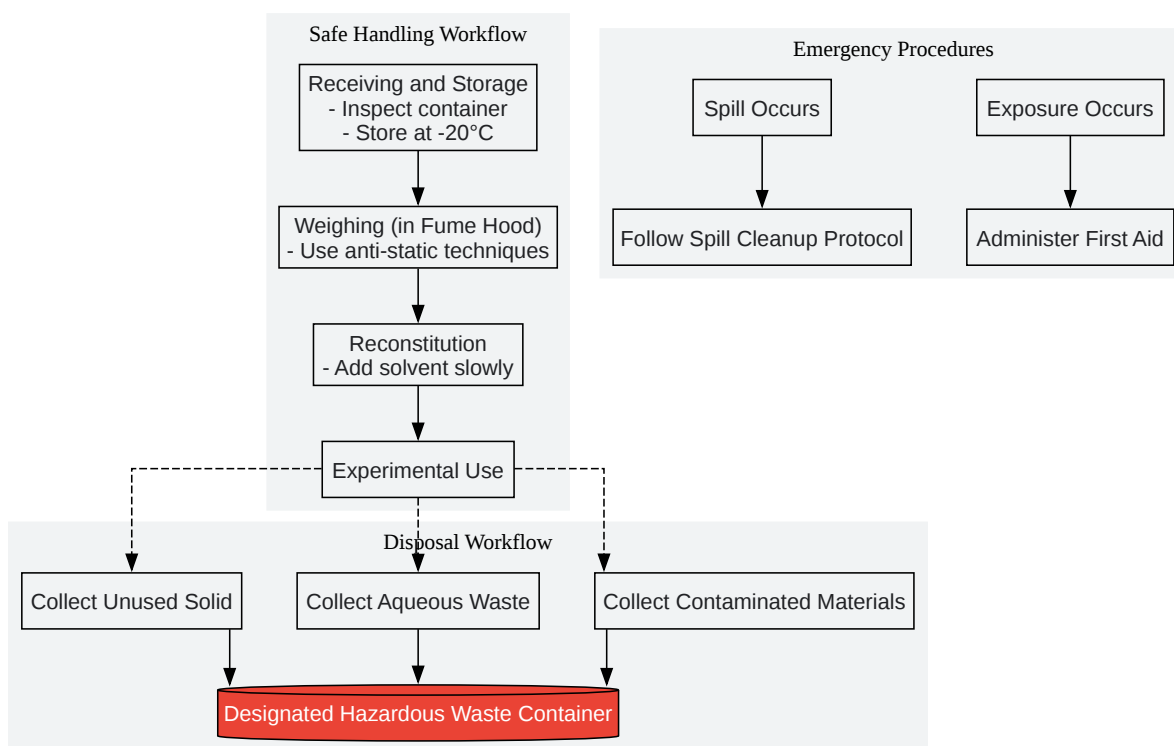 Safe Handling Workflow
Receiving and Storage
- Inspect container
- Store at -20°C
Weighing (in Fume Hood)
- Use anti-static techniques
Reconstitution
- Add solvent slowly
Experimental Use
Emergency Procedures
Spill Occurs
Exposure Occurs
Follow Spill Cleanup Protocol
Administer First Aid
Disposal Workflow
Collect Unused Solid
Collect Aqueous Waste
Collect Contaminated Materials
Designated Hazardous Waste Container